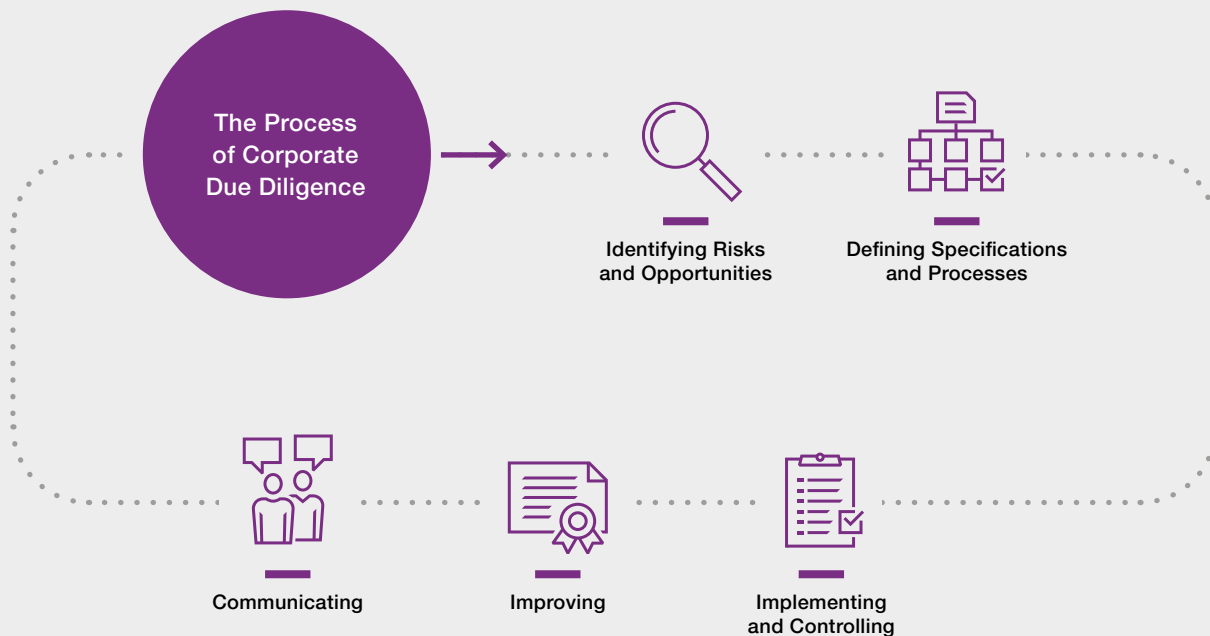 The Process
of Corporate
Due Diligence
Identifying Risks
and Opportunities
Defining Specifications
and Processes
Communicating
Improving
Implementing
and Controlling